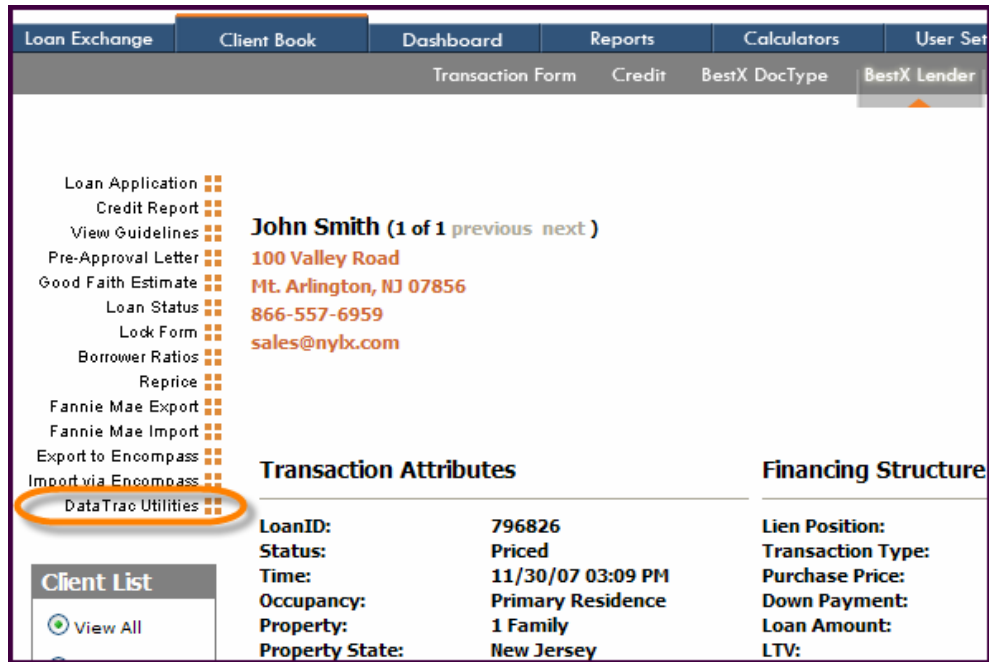 Loan Exchange Client Book Dashboard Reports Calculators User Set
Transaction Form Credit BestX DocType BestX Lender
Loan Application
Credit Report
View Guidelines
Pre-Approval Letter
Good Faith Estimate
Loan Status
Lock Form
Borrower Ratios
Reprice
Fannie Mae Export
Fannie Mae Import
Export to Encompass
Import via Encompass
DataTrac Utilities
Client List
View All
John Smith (1 of 1 previous next )
100 Valley Road
Mt. Arlington, NJ 07856
866-557-6959
sales@nylx.com
Transaction Attributes
LoanID: 796826
Status: Priced
Time: 11/30/07 03:09 PM
Occupancy: Primary Residence
Property: 1 Family
Property State: New Jersey
Financing Structure
Lien Position:
Transaction Type:
Purchase Price:
Down Payment:
Loan Amount:
LTV: